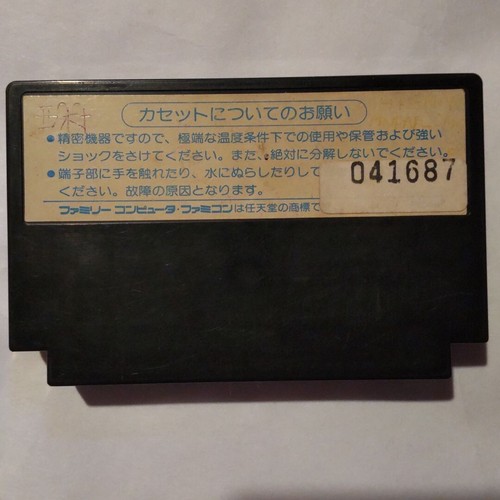 カセットについてのお願い
●精密機器ですので、極端な温度条件下での使用や保管および強い
ショックをさけてください。また、絶対に分解しないでください。
●端子部に手を触れたり、水にぬらしたりして
ください。故障の原因となります。
041687
ファミリーコンピュータ・ファミコンは任天堂の商標で